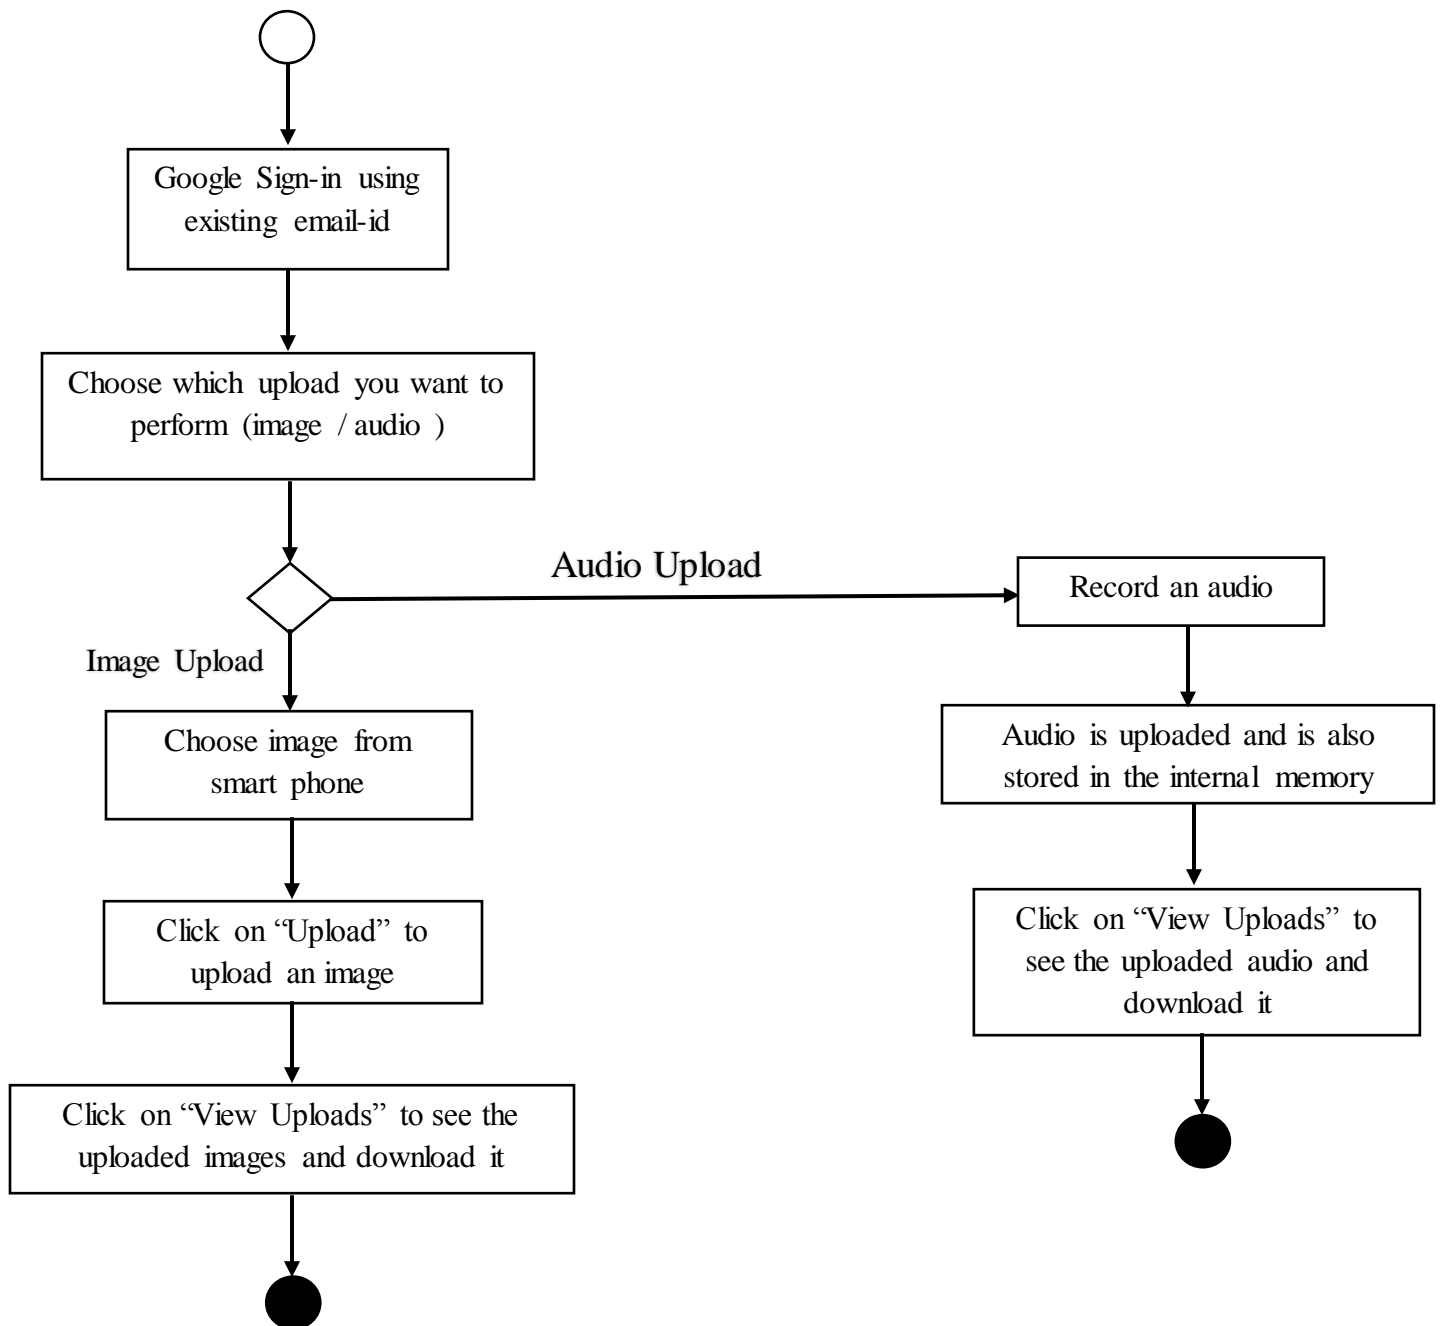 Google Sign-in using
existing email-id
Choose which upload you want to
perform (image / audio )
Audio Upload
Record an audio
Image Upload
Choose image from
smart phone
Audio is uploaded and is also
stored in the internal memory
Click on “Upload” to
upload an image
Click on “View Uploads” to
see the uploaded audio and
download it
Click on “View Uploads” to see the
uploaded images and download it